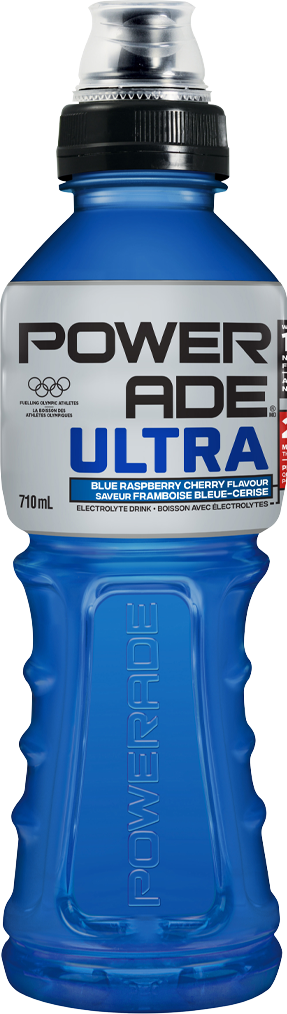 POWER
ADE®
MD
ULTRA
FUELLING OLYMPIC ATHLETES
LA BOISSON DES
ATHLÈTES OLYMPIQUES
BLUE RASPBERRY CHERRY FLAVOUR
SAVEUR FRAMBOISE BLEUE-CERISE
710 mL
ELECTROLYTE DRINK • BOISSON AVEC ÉLECTROLYTES
POWERADE